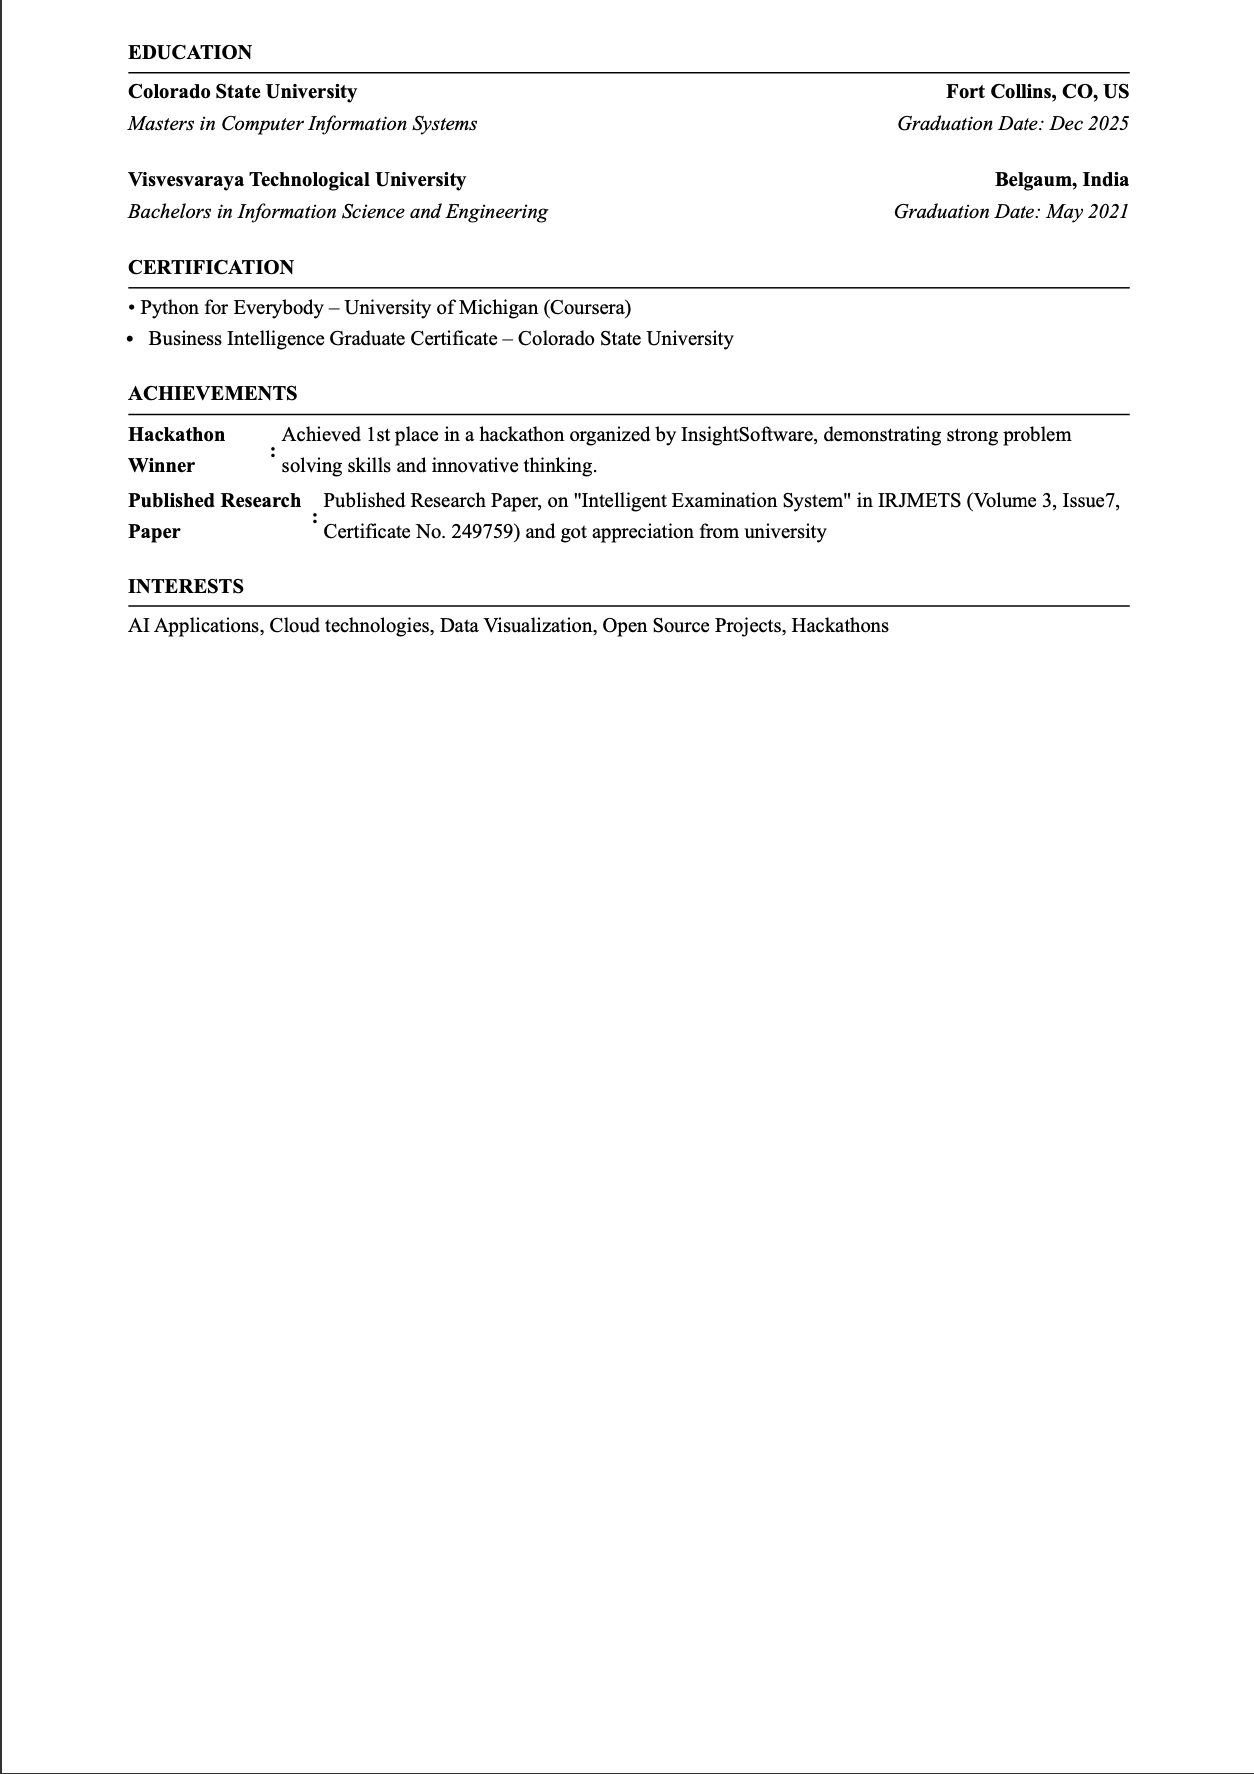 EDUCATION
Colorado State University Fort Collins, CO, US
Masters in Computer Information Systems Graduation Date: Dec 2025
Visvesvaraya Technological University Belgaum, India
Bachelors in Information Science and Engineering Graduation Date: May 2021
CERTIFICATION
• Python for Everybody – University of Michigan (Coursera)
• Business Intelligence Graduate Certificate – Colorado State University
ACHIEVEMENTS
Hackathon Winner : Achieved 1st place in a hackathon organized by InsightSoftware, demonstrating strong problem
solving skills and innovative thinking.
Published Research Paper : Published Research Paper, on "Intelligent Examination System" in IRJMETS (Volume 3, Issue7,
Certificate No. 249759) and got appreciation from university
INTERESTS
AI Applications, Cloud technologies, Data Visualization, Open Source Projects, Hackathons